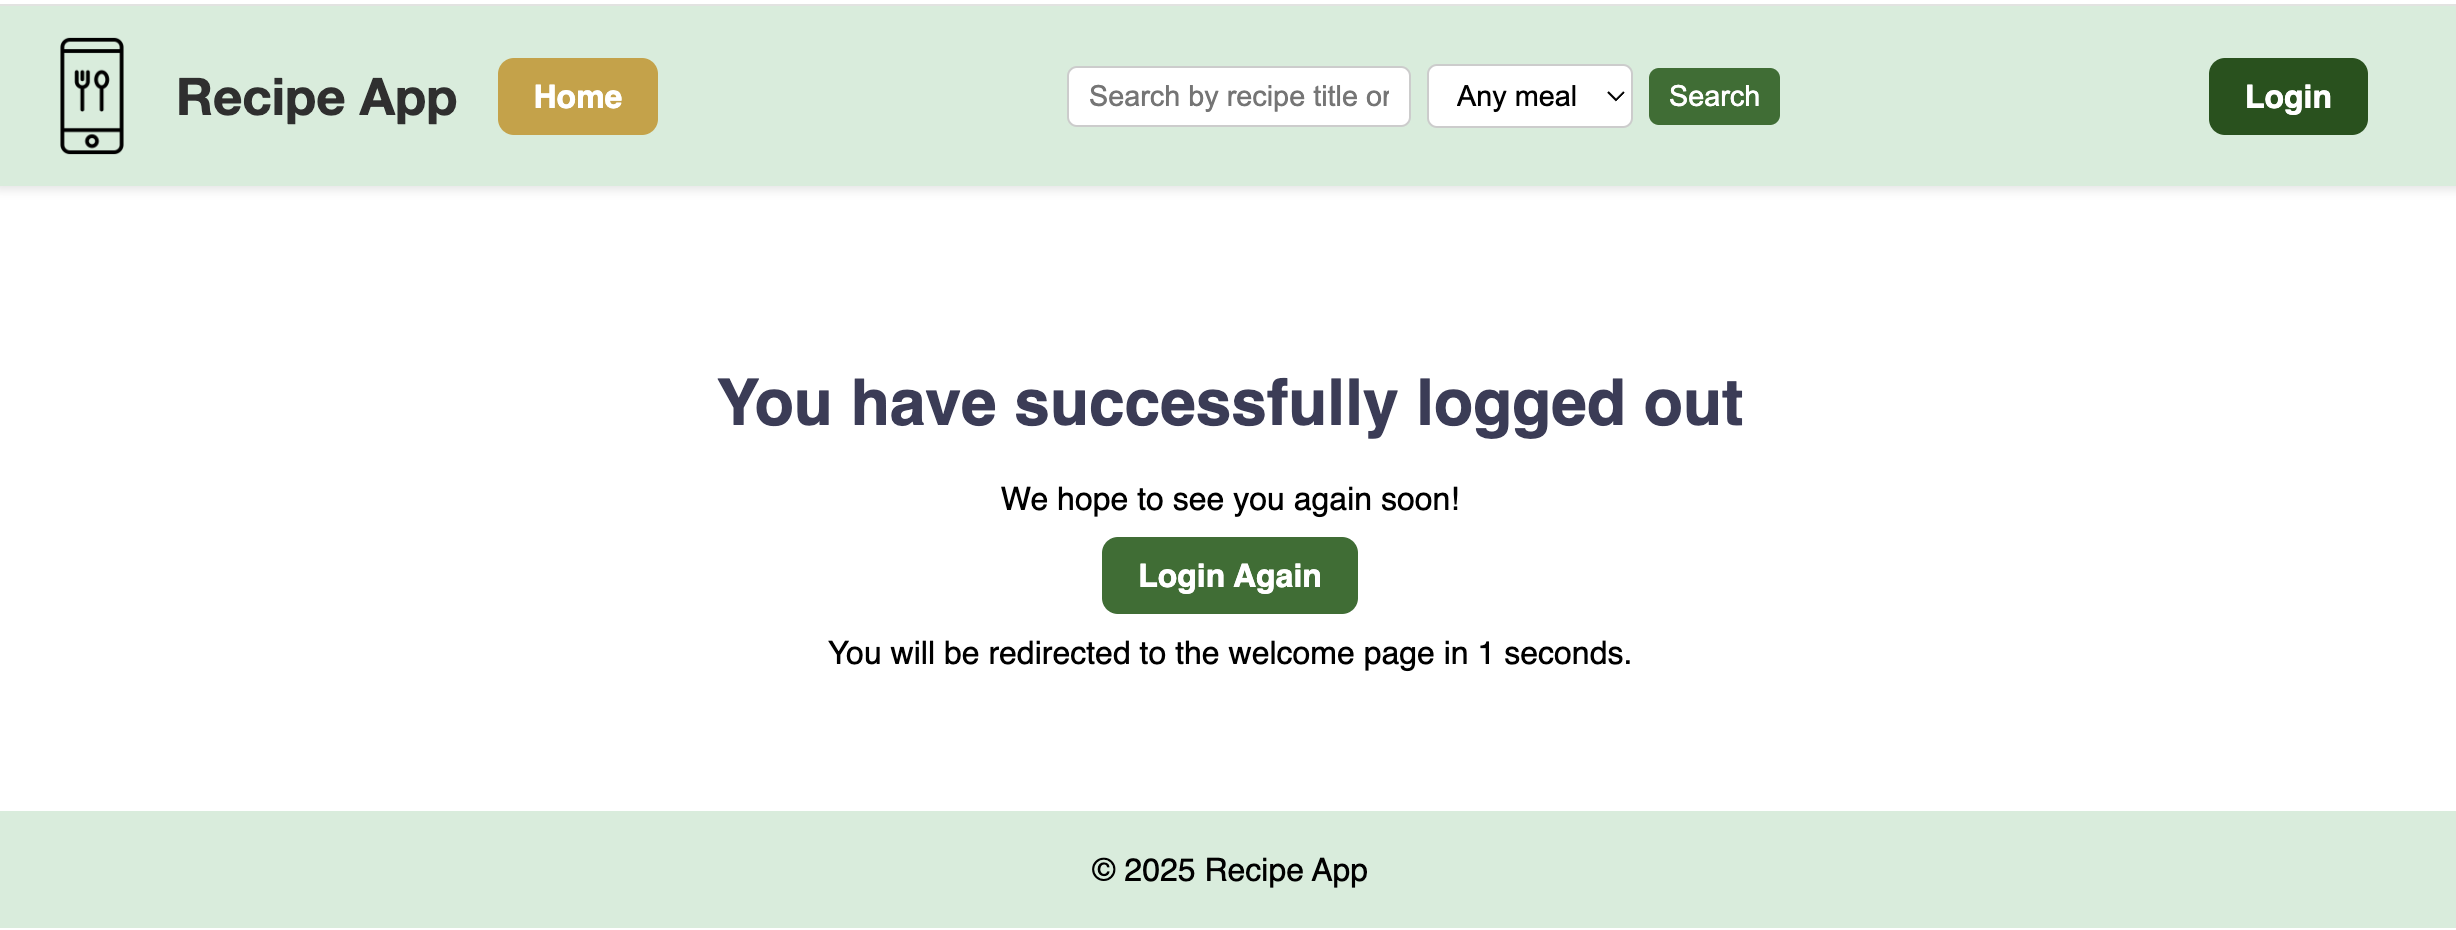 Recipe App
Home
Search by recipe title or
Any meal
Search
Login
You have successfully logged out
We hope to see you again soon!
Login Again
You will be redirected to the welcome page in 1 seconds.
© 2025 Recipe App